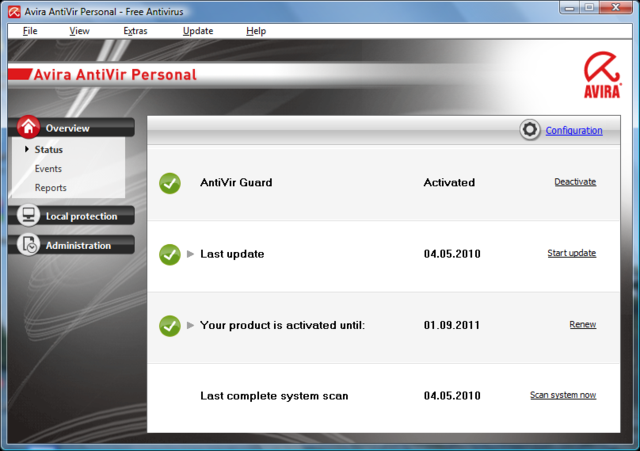 Avira AntiVir Personal - Free Antivirus
File View Extras Update Help
Avira AntiVir Personal
AVIRA
Configuration
Overview
Status
Events
Reports
Local protection
Administration
AntiVir Guard Activated Deactivate
Last update 04.05.2010 Start update
Your product is activated until: 01.09.2011 Renew
Last complete system scan 04.05.2010 Scan system now